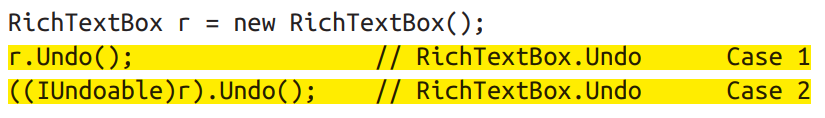 RichTextBox r = new RichTextBox();
r.Undo();                 // RichTextBox.Undo      Case 1
((IUndoable)r).Undo();    // RichTextBox.Undo      Case 2